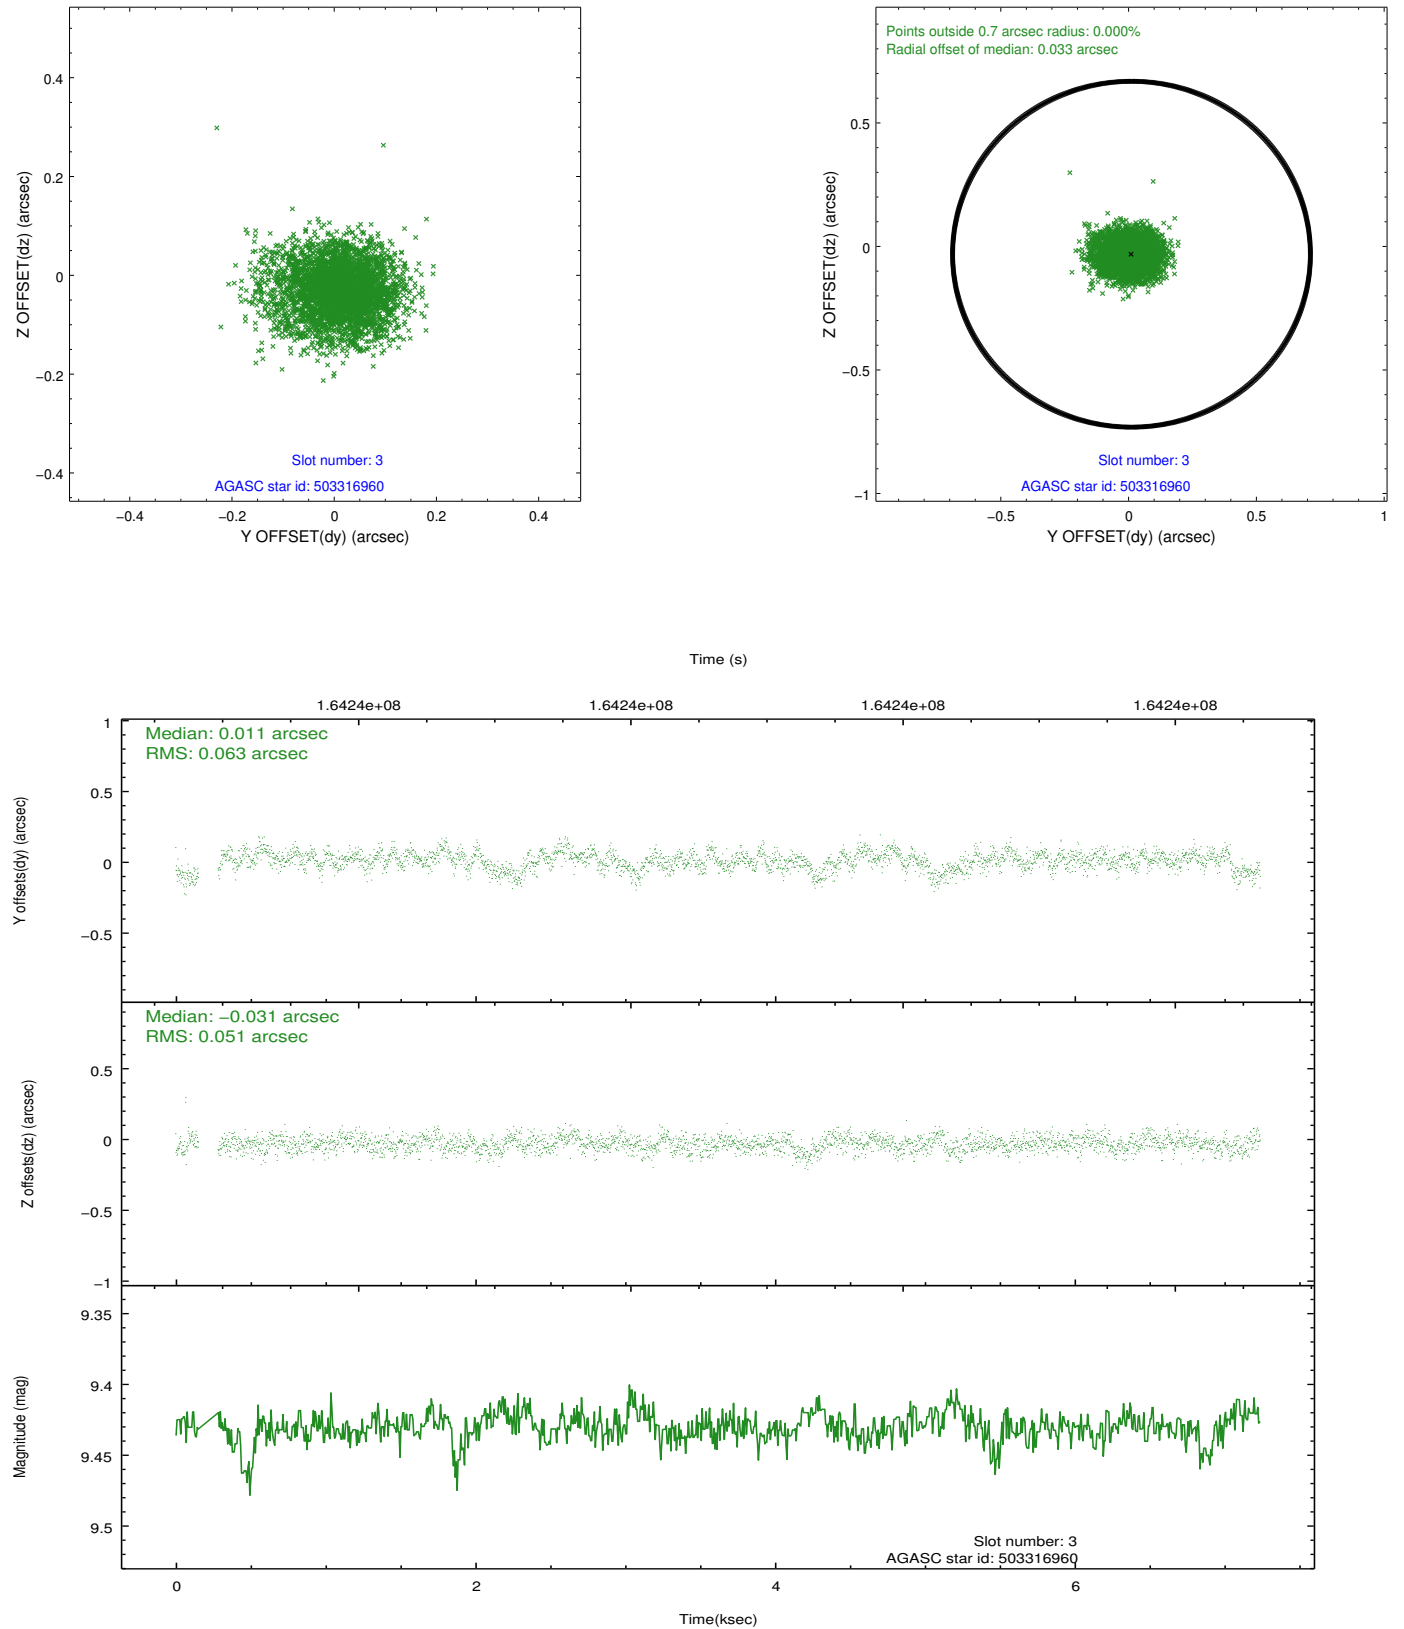 0.4
0.2
0
−0.2
−0.4
Z OFFSET(dz) (arcsec)
Slot number: 3
AGASC star id: 503316960
−0.4 −0.2 0 0.2 0.4
Y OFFSET(dy) (arcsec)
Points outside 0.7 arcsec radius: 0.000%
Radial offset of median: 0.033 arcsec
0.5
0
−0.5
−1
Z OFFSET(dz) (arcsec)
Slot number: 3
AGASC star id: 503316960
−0.5 0 0.5 1
Y OFFSET(dy) (arcsec)
Time (s)
1.6424e+08 1.6424e+08 1.6424e+08 1.6424e+08
Median: 0.011 arcsec
RMS: 0.063 arcsec
1
0.5
0
−0.5
Y offsets(dy) (arcsec)
Median: −0.031 arcsec
RMS: 0.051 arcsec
0.5
0
−0.5
−1
Z offsets(dz) (arcsec)
9.35
9.4
9.45
9.5
Magnitude (mag)
Slot number: 3
AGASC star id: 503316960
0 2 4 6
Time(ksec)